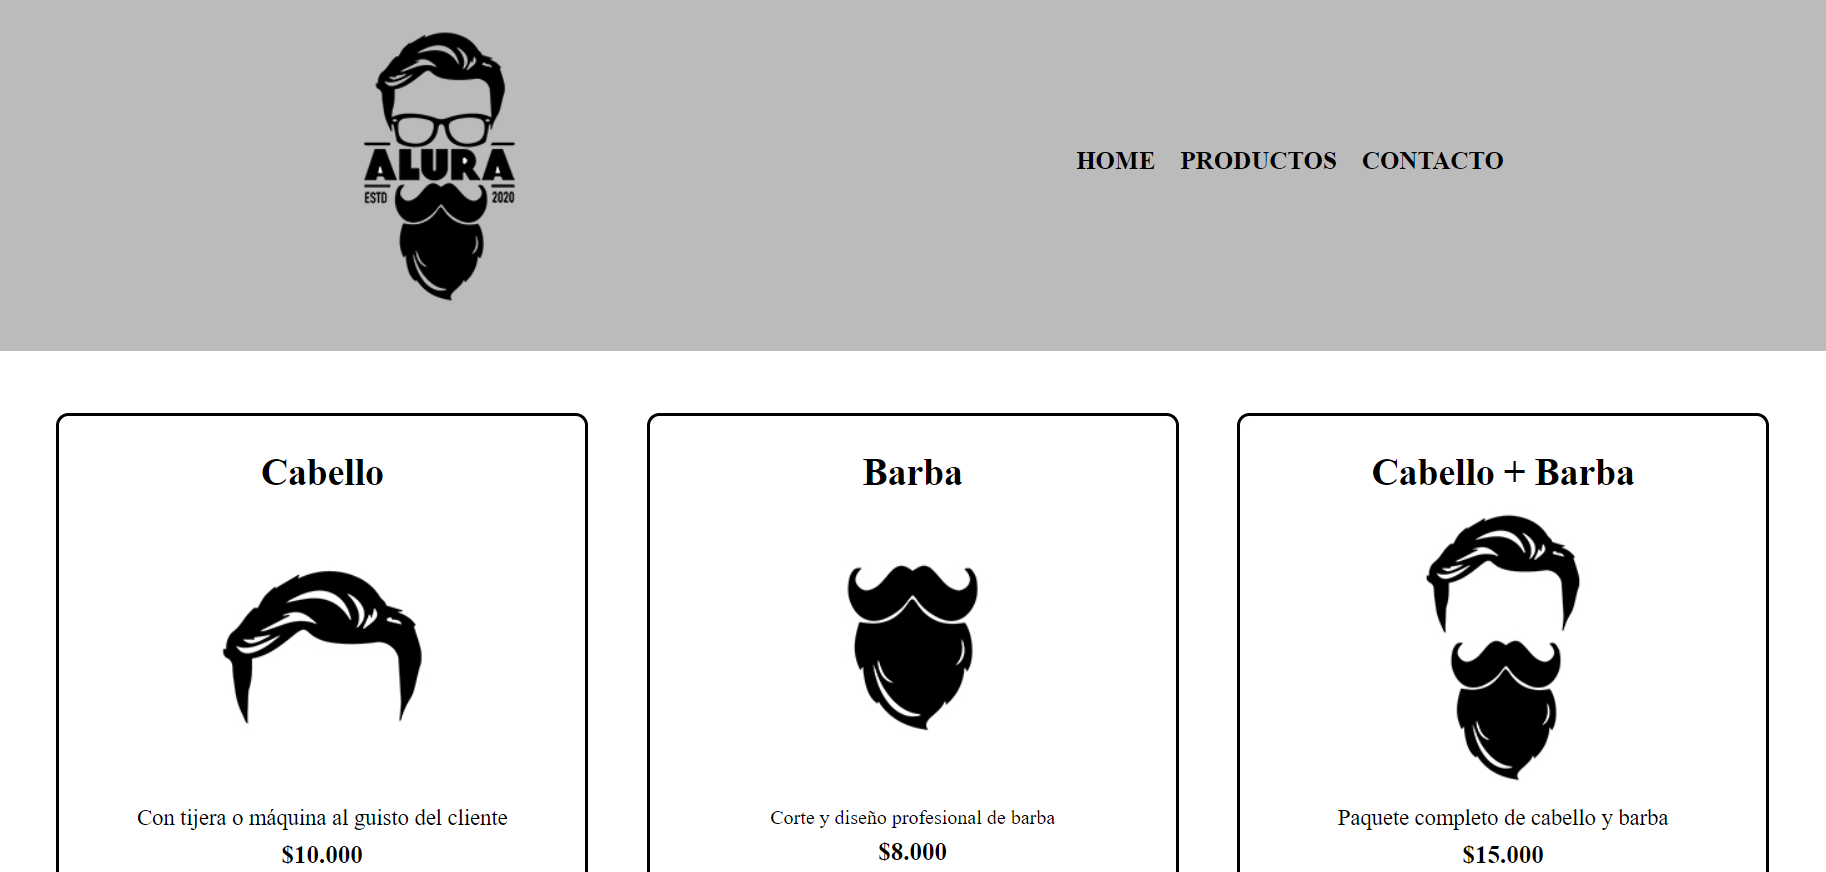 ALURA
ESTD 2020
HOME PRODUCTOS CONTACTO
Cabello
Con tijera o máquina al guisto del cliente
$10.000
Barba
Corte y diseño profesional de barba
$8.000
Cabello + Barba
Paquete completo de cabello y barba
$15.000